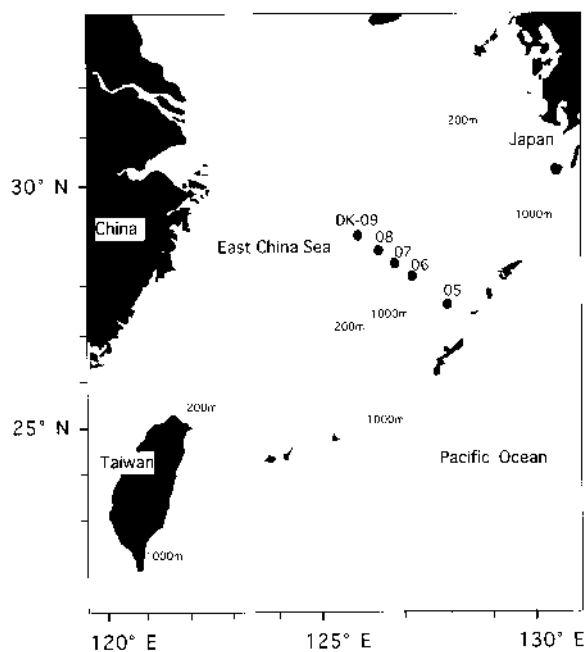 200m
Japan
30° N
1000m
DK-09
China
East China Sea
08
07
06
05
1000m
200m
200m
25° N
1000m
Taiwan
Pacific Ocean
1000m
120° E
125° E
130° E